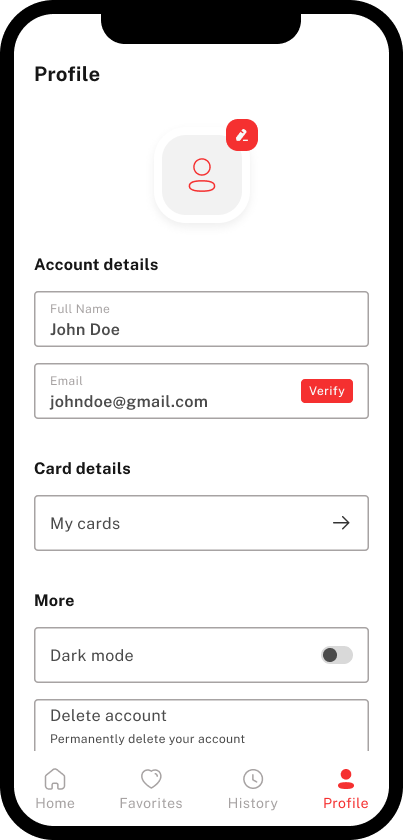 Profile
Account details
Full Name
John Doe
Email
johndoe@gmail.com
Verify
Card details
My cards
More
Dark mode
Delete account
Permanently delete your account
Home Favorites History Profile